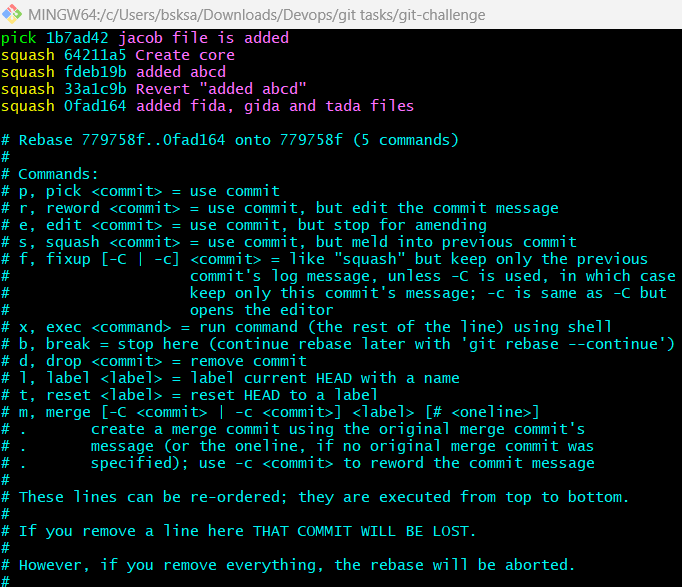 MINGW64:/c/Users/bsksa/Downloads/Devops/git tasks/git-challenge
pick 1b7ad42 jacob file is added
squash 64211a5 Create core
squash fdeb19b added abcd
squash 33a1c9b Revert "added abcd"
squash 0fad164 added fida, gida and tada files

# Rebase 779758f..0fad164 onto 779758f (5 commands)
#
# Commands:
# p, pick <commit> = use commit
# r, reword <commit> = use commit, but edit the commit message
# e, edit <commit> = use commit, but stop for amending
# s, squash <commit> = use commit, but meld into previous commit
# f, fixup [-C | -c] <commit> = like "squash" but keep only the previous
#                    commit's log message, unless -C is used, in which case
#                    keep only this commit's message; -c is same as -C but
#                    opens the editor
# x, exec <command> = run command (the rest of the line) using shell
# b, break = stop here (continue rebase later with 'git rebase --continue')
# d, drop <commit> = remove commit
# l, label <label> = label current HEAD with a name
# t, reset <label> = reset HEAD to a label
# m, merge [-C <commit> | -c <commit>] <label> [# <oneline>]
# .       create a merge commit using the original merge commit's
# .       message (or the oneline, if no original merge commit was
# .       specified); use -c <commit> to reword the commit message
#
# These lines can be re-ordered; they are executed from top to bottom.
#
# If you remove a line here THAT COMMIT WILL BE LOST.
#
# However, if you remove everything, the rebase will be aborted.
#